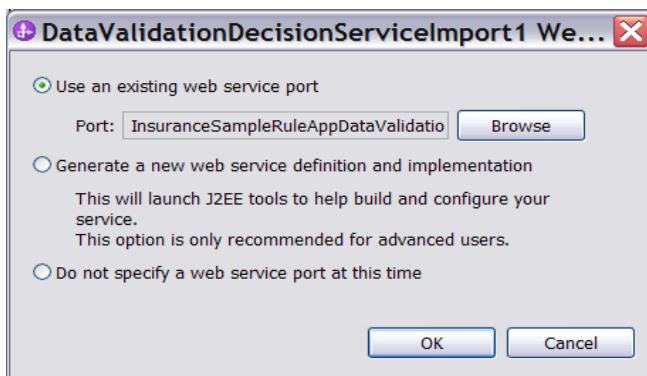 DataValidationDecisionServiceImport1 We...
Use an existing web service port
Port: InsuranceSampleRuleAppDataValidatio Browse
Generate a new web service definition and implementation
This will launch J2EE tools to help build and configure your
service.
This option is only recommended for advanced users.
Do not specify a web service port at this time
OK Cancel